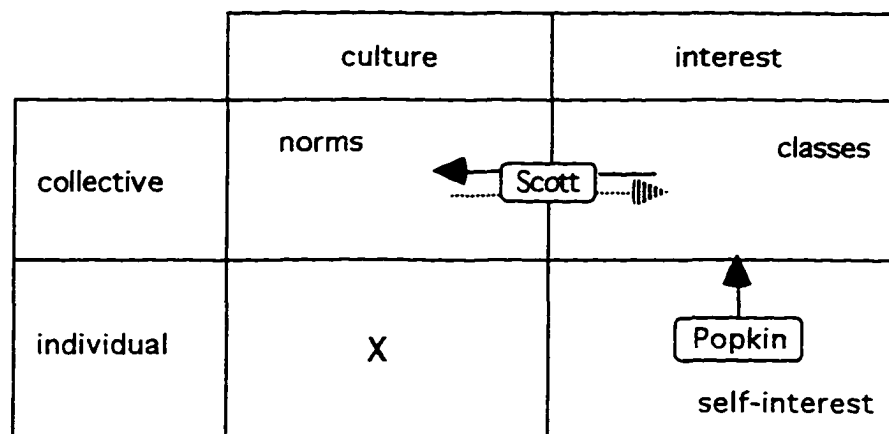 culture interest
norms classes
collective Scott
individual X Popkin
self-interest